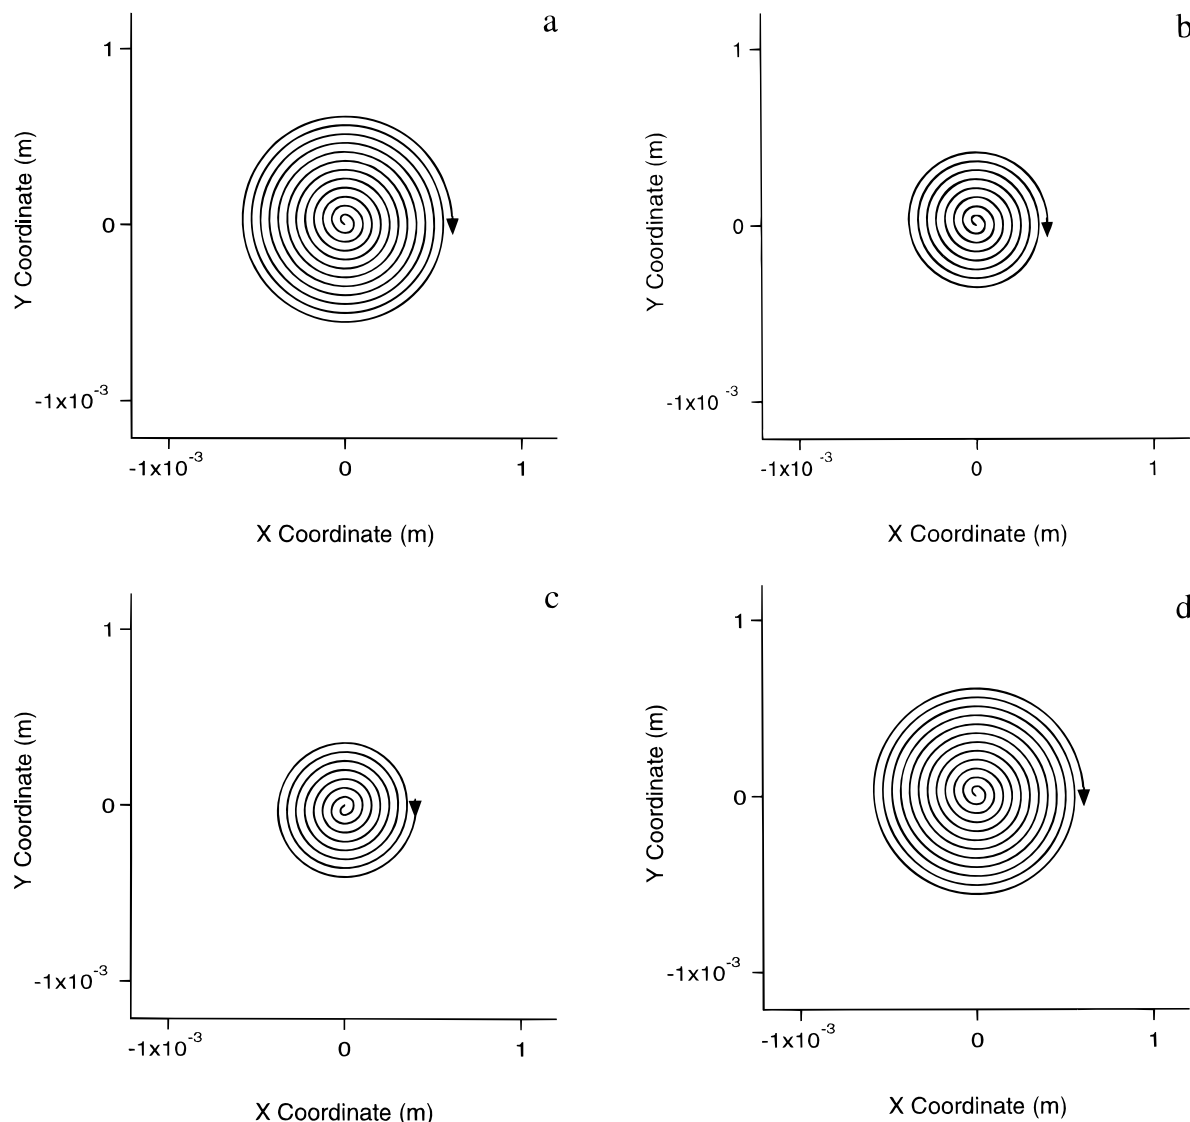 a
1
0
-1x10-3
Y Coordinate (m)
-1x10-3 0 1
X Coordinate (m)
b
1
0
-1x10 -3
Y Coordinate (m)
-1x10 -3 0 1
X Coordinate (m)
c
1
0
-1x10-3
Y Coordinate (m)
-1x10-3 0 1
X Coordinate (m)
d
1
0
-1x10-3
Y Coordinate (m)
-1x10-3 0 1
X Coordinate (m)